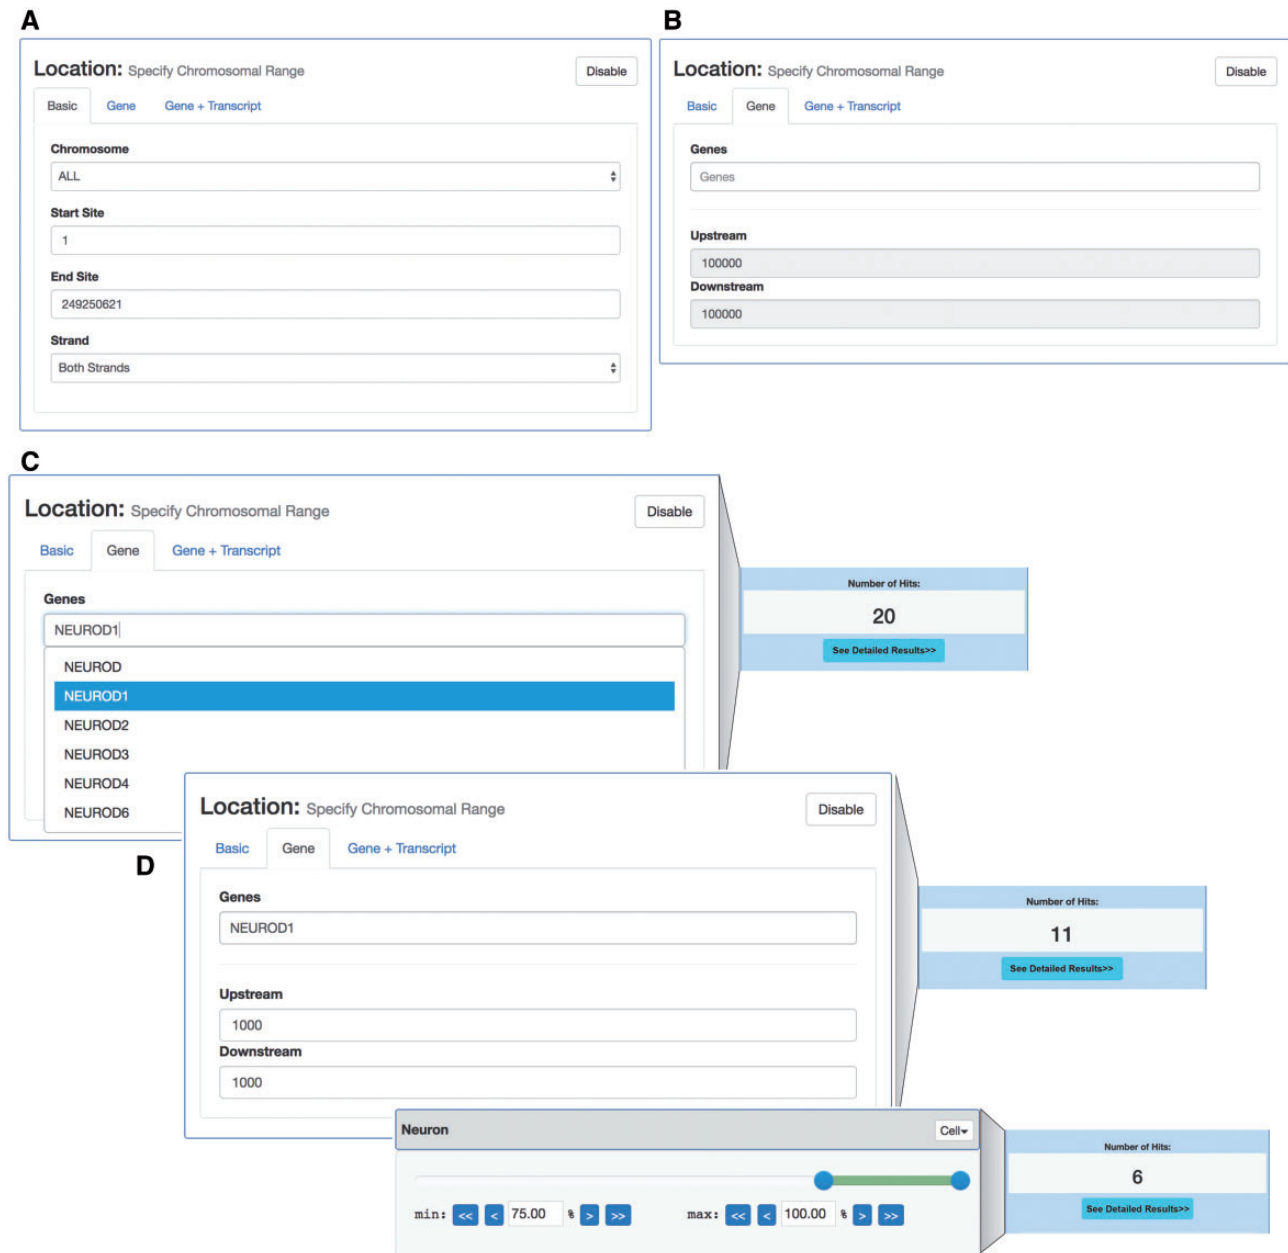 A
Location: Specify Chromosomal Range
Disable
Basic Gene Gene + Transcript
Chromosome
ALL
Start Site
1
End Site
249250621
Strand
Both Strands
B
Location: Specify Chromosomal Range
Disable
Basic Gene Gene + Transcript
Genes
Genes
Upstream
100000
Downstream
100000
C
Location: Specify Chromosomal Range
Disable
Basic Gene Gene + Transcript
Genes
NEUROD1
NEUROD
NEUROD1
NEUROD2
NEUROD3
NEUROD4
NEUROD6
Number of Hits:
20
See Detailed Results>>
D
Location: Specify Chromosomal Range
Disable
Basic Gene Gene + Transcript
Genes
NEUROD1
Upstream
1000
Downstream
1000
Number of Hits:
11
See Detailed Results>>
Neuron
Cell
min: << < 75.00 % > >> max: << < 100.00 % > >>
Number of Hits:
6
See Detailed Results>>